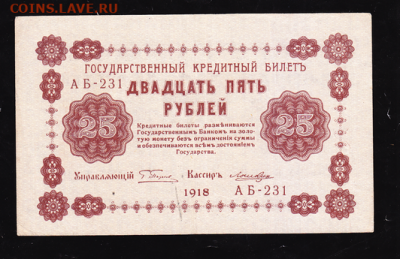 COINS.LAVE.RU
ГОСУДАРСТВЕННЫЙ КРЕДИТНЫЙ БИЛЕТЪ
АБ-231 ДВАДЦАТЬ ПЯТЬ
РУБЛЕЙ
25 25
Кредитные билеты размениваются
Государственнымъ Банкомъ на золо-
тую монету безъ ограниченія суммы
и обезпечиваются всѣмъ достояніемъ
Государства.
Управляющій Кассиръ
1918 АБ-231